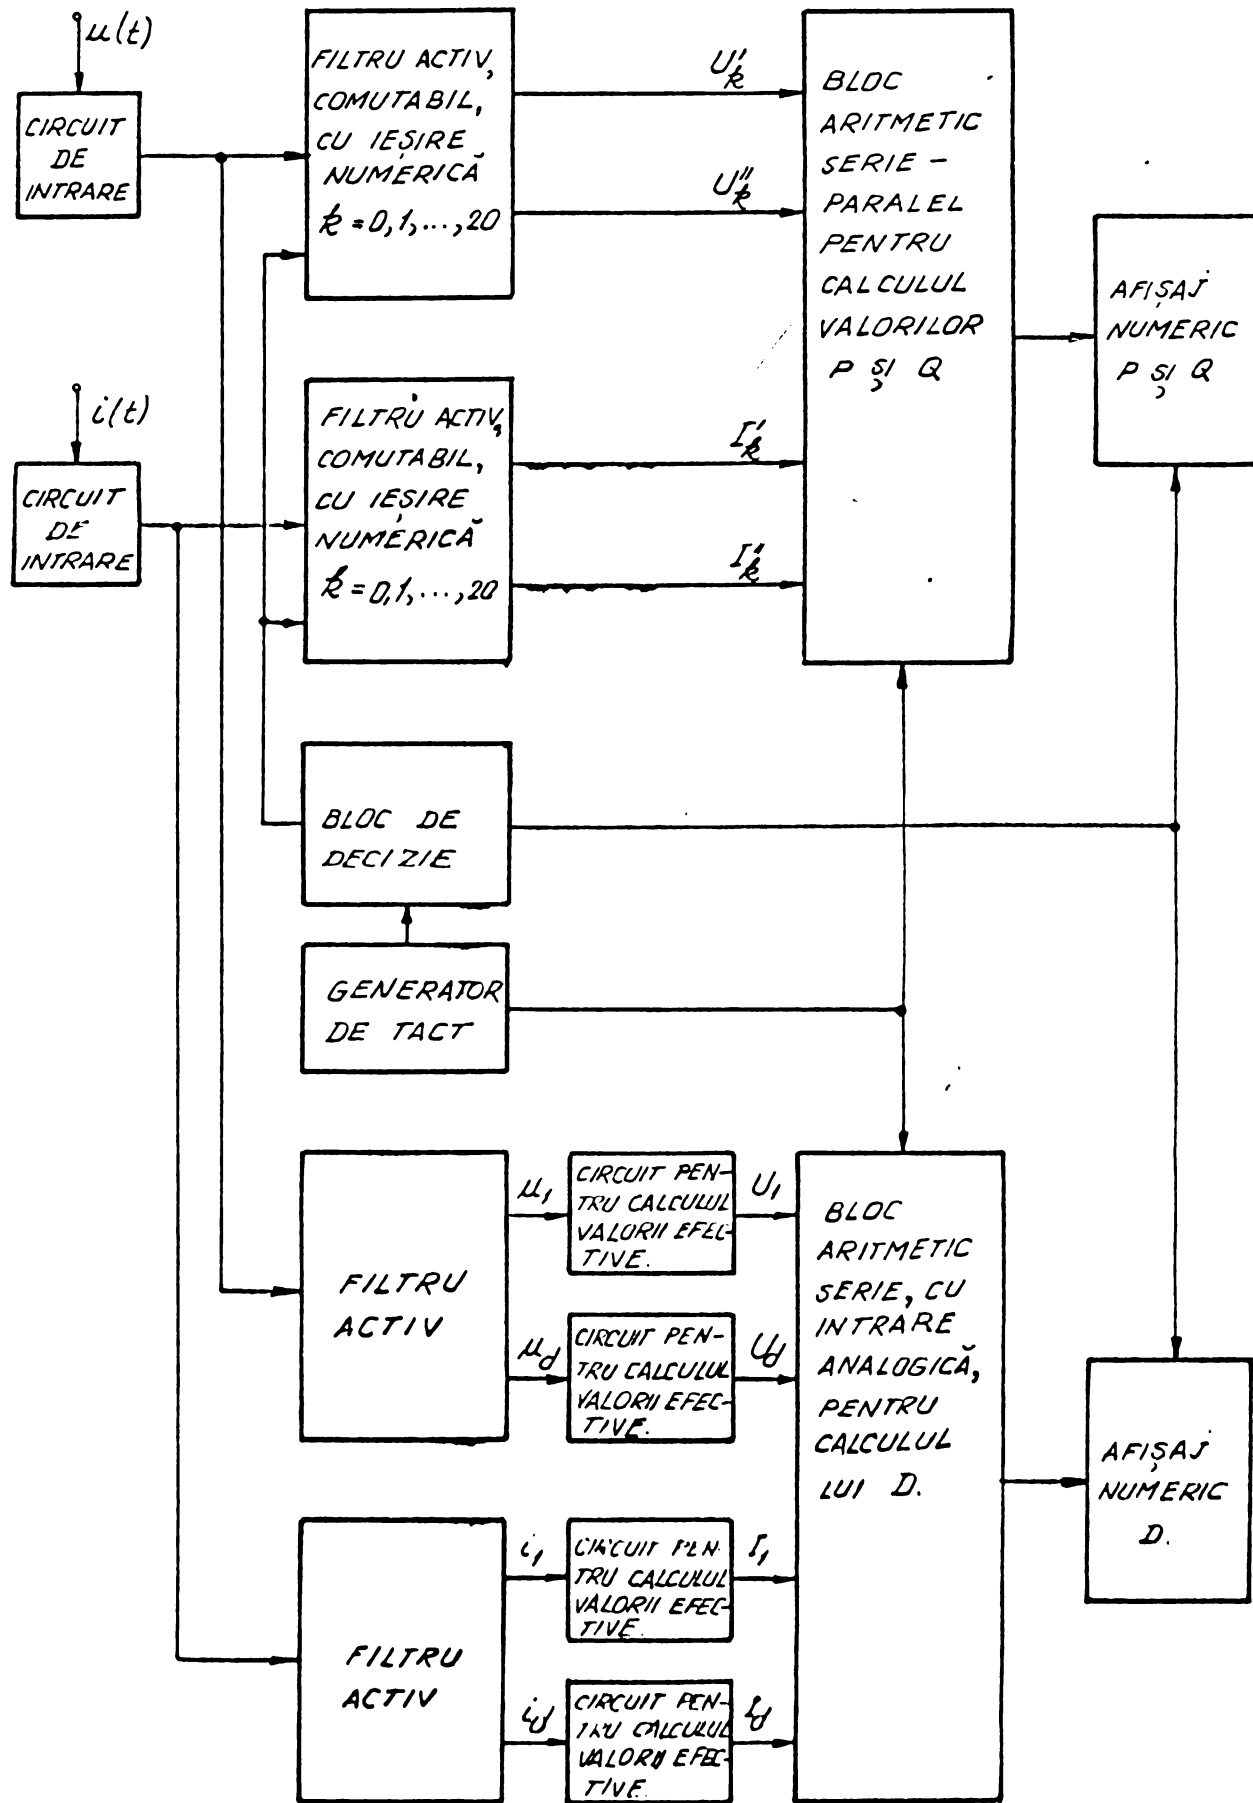 u(t)
CIRCUIT
DE
INTRARE
FILTRU ACTIV,
COMUTABIL,
CU IEȘIRE
NUMERICĂ
k = 0, 1, ..., 20
U'k
U''k
BLOC
ARITMETIC
SERIE –
PARALEL
PENTRU
CALCULUL
VALORILOR
P ȘI Q
AFIȘAJ
NUMERIC
P ȘI Q
i(t)
CIRCUIT
DE
INTRARE
FILTRU ACTIV,
COMUTABIL,
CU IEȘIRE
NUMERICĂ
k = 0, 1, ..., 20
I'k
I''k
BLOC DE
DECIZIE
GENERATOR
DE TACT
FILTRU
ACTIV
u1
CIRCUIT PEN-
TRU CALCULUL
VALORII EFEC-
TIVE.
U1
ud
CIRCUIT PEN-
TRU CALCULUL
VALORII EFEC-
TIVE.
Ud
BLOC
ARITMETIC
SERIE, CU
INTRARE
ANALOGICĂ,
PENTRU
CALCULUL
LUI D.
AFIȘAJ
NUMERIC
D.
FILTRU
ACTIV
i1
CIRCUIT PEN-
TRU CALCULUL
VALORII EFEC-
TIVE.
I1
id
CIRCUIT PEN-
TRU CALCULUL
VALORII EFEC-
TIVE.
Id